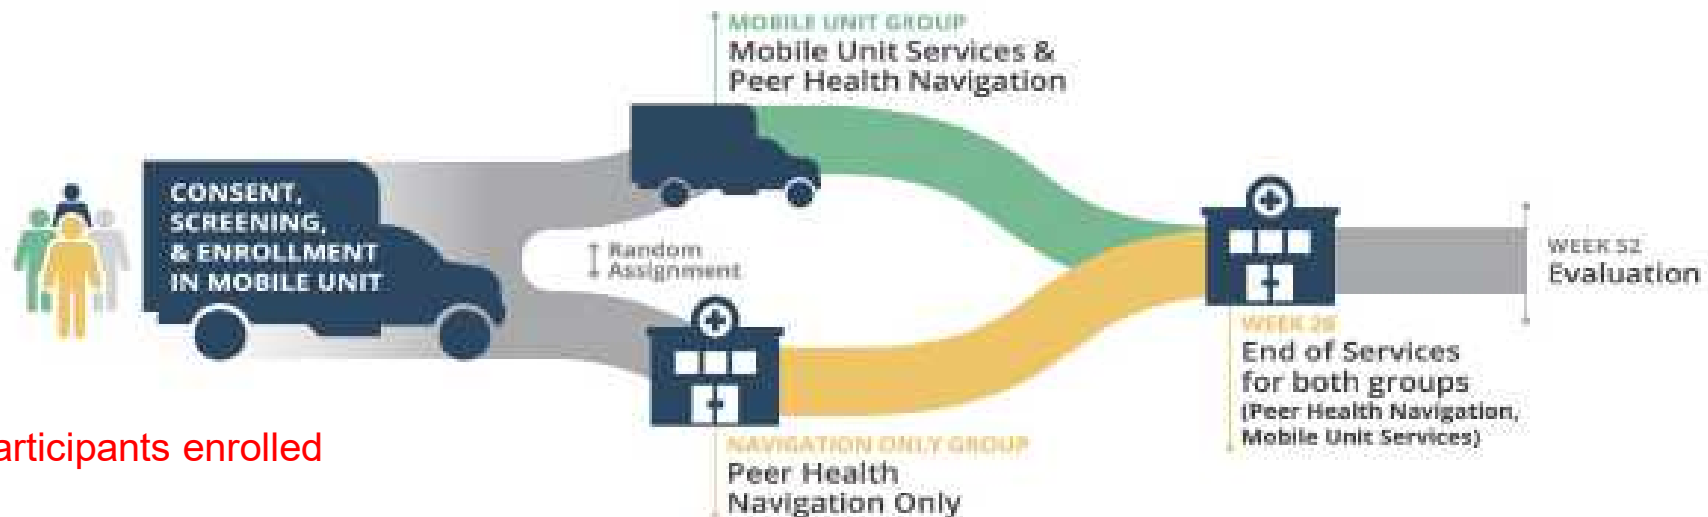 MOBILE UNIT GROUP
Mobile Unit Services &
Peer Health Navigation
CONSENT,
SCREENING,
& ENROLLMENT
IN MOBILE UNIT
Random
Assignment
WEEK 52
Evaluation
WEEK
End of Services
for both groups
(Peer Health Navigation,
Mobile Unit Services)
articipants enrolled
NAVIGATION ONLY GROUP
Peer Health
Navigation Only